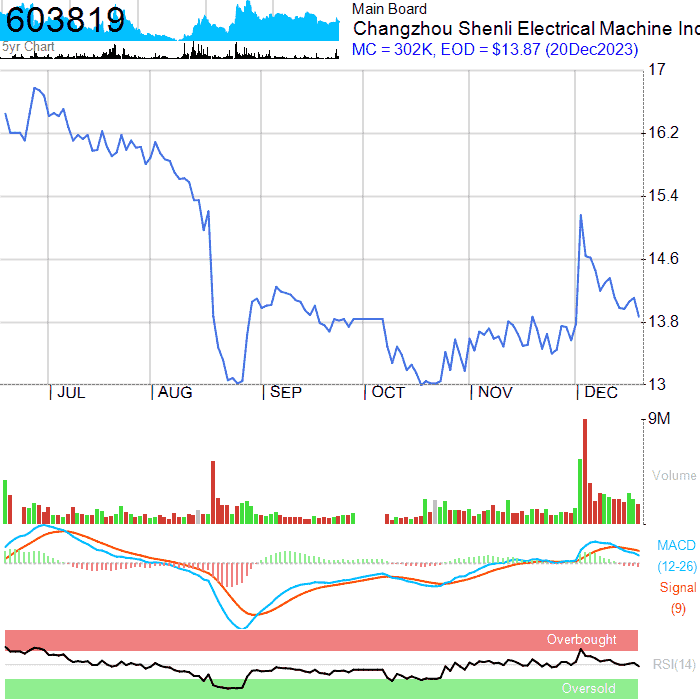 603819
5yr Chart
Main Board
Changzhou Shenli Electrical Machine Inc
MC = 302K, EOD = $13.87 (20Dec2023)
17
16.2
15.4
14.6
13.8
13
JUL
AUG
SEP
OCT
NOV
DEC
9M
Volume
MACD
(12-26)
Signal
(9)
Overbought
RSI(14)
Oversold